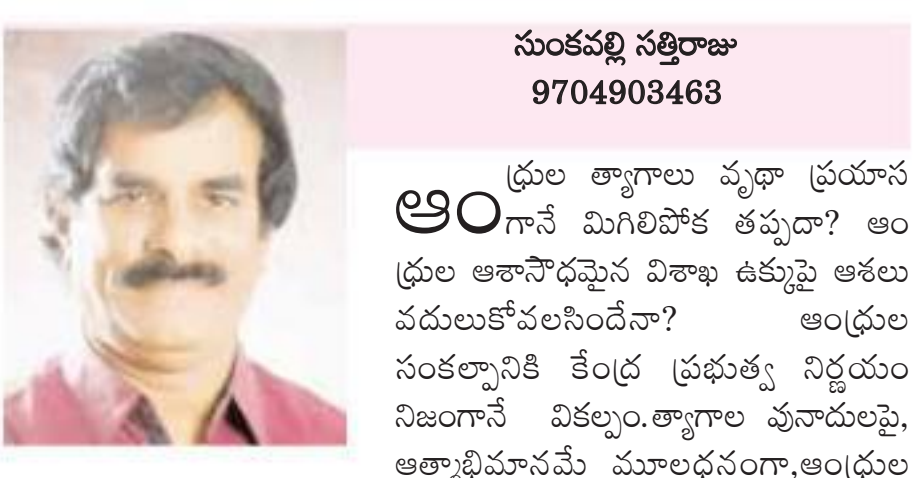 సుంకవల్లి సత్తిరాజు
9704903463
ఆంధ్రుల త్యాగాలు వృథా ప్రయాస
గానే మిగిలిపోక తప్పదా? ఆం
ధ్రుల ఆశాసౌధమైన విశాఖ ఉక్కుపై ఆశలు
వదులుకోవలసిందేనా? ఆంధ్రుల
సంకల్పానికి కేంద్ర ప్రభుత్వ నిర్ణయం
నిజంగానే వికల్పం.త్యాగాల వునాదులపై,
ఆత్మాభిమానమే మూలధనంగా,ఆంధ్రుల